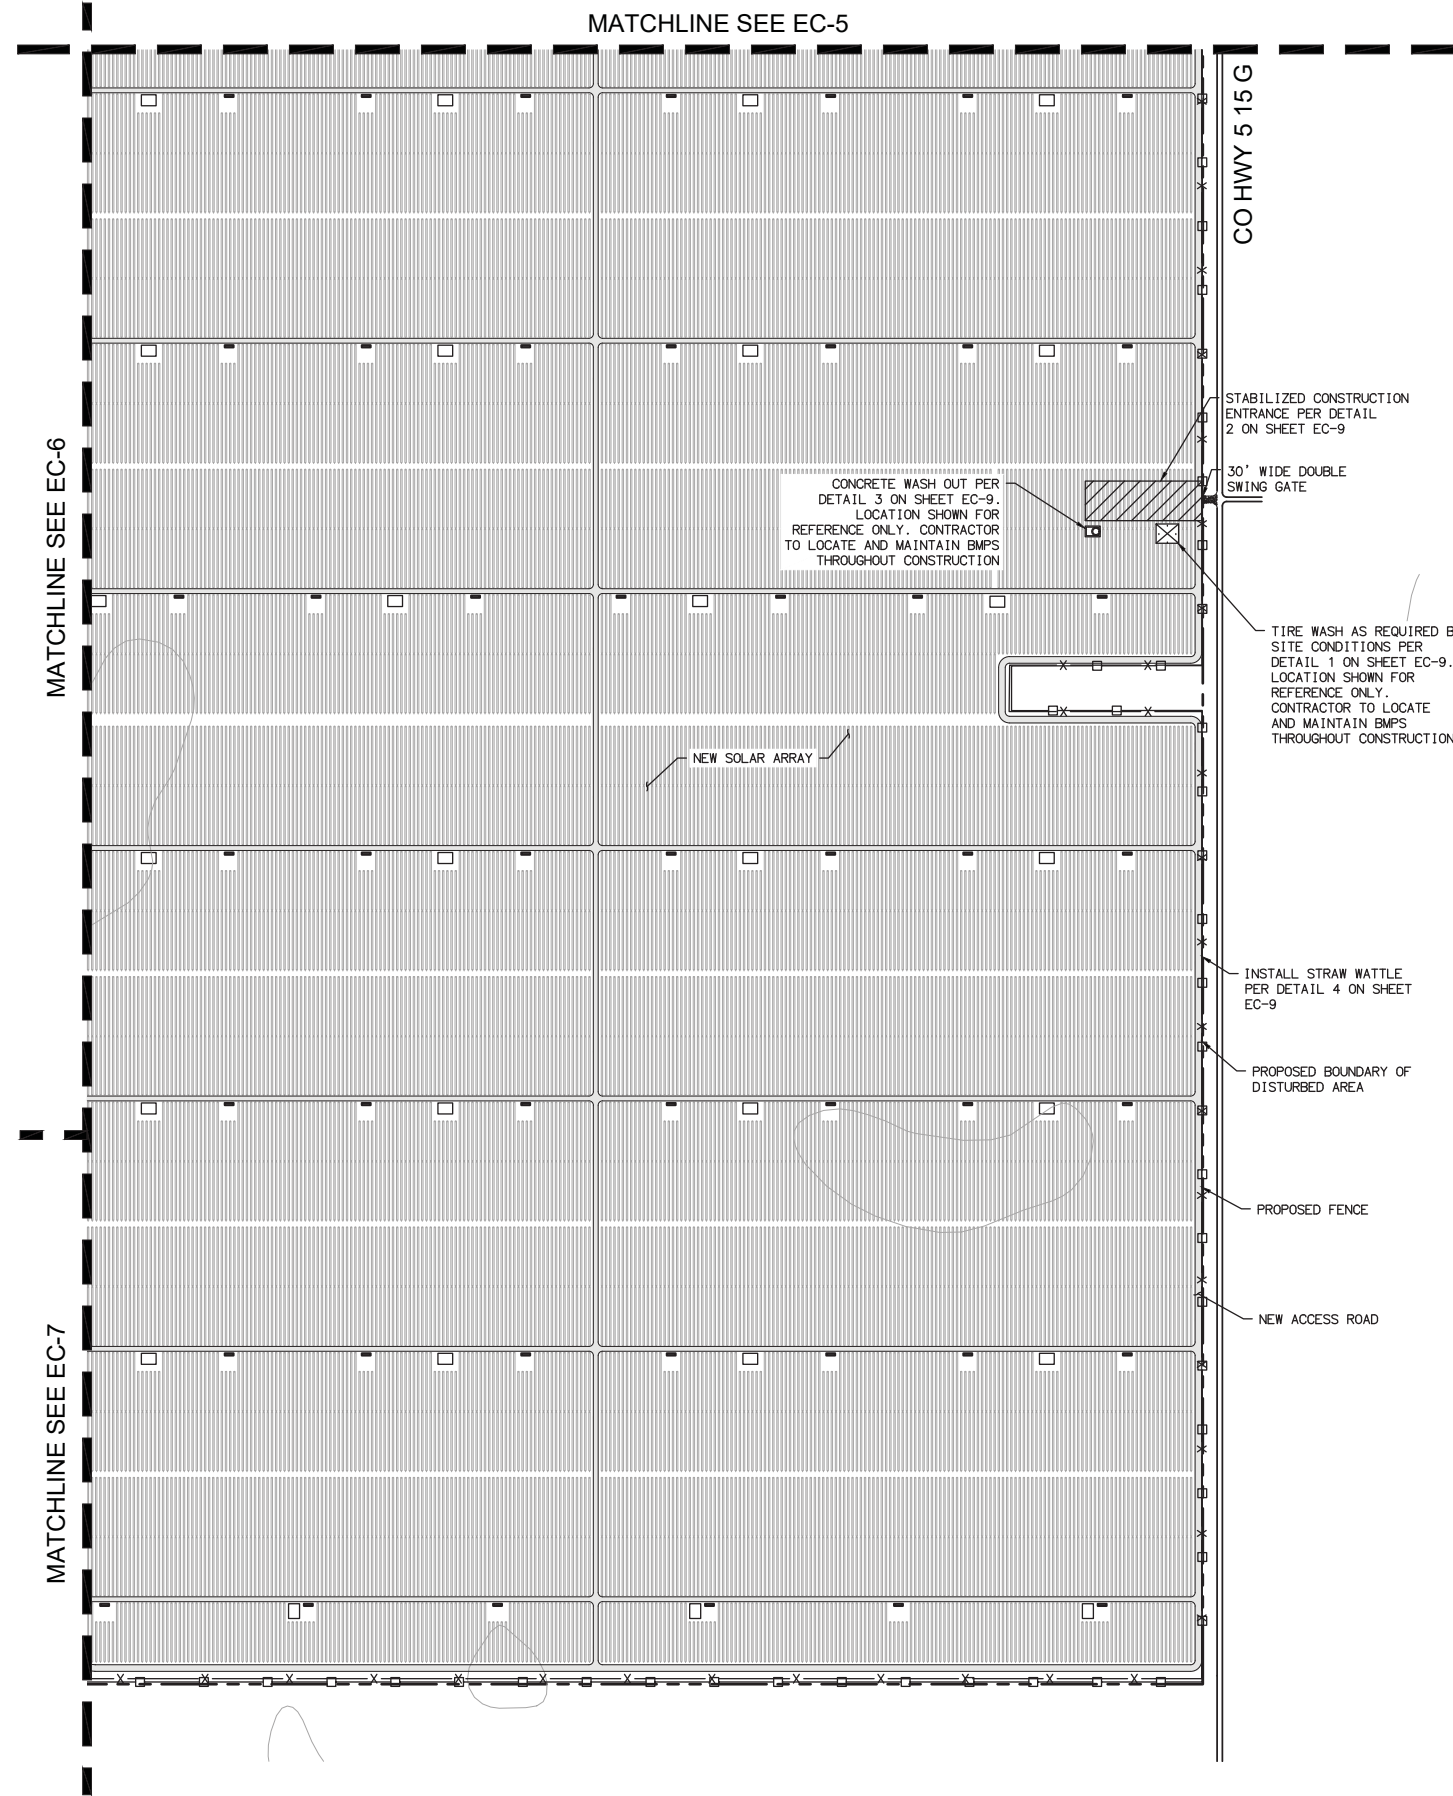 MATCHLINE SEE EC-5
CO HWY 5 15 G
STABILIZED CONSTRUCTION
ENTRANCE PER DETAIL
2 ON SHEET EC-9
30' WIDE DOUBLE
SWING GATE
CONCRETE WASH OUT PER
DETAIL 3 ON SHEET EC-9.
LOCATION SHOWN FOR
REFERENCE ONLY. CONTRACTOR
TO LOCATE AND MAINTAIN BMPS
THROUGHOUT CONSTRUCTION
MATCHLINE SEE EC-6
TIRE WASH AS REQUIRED B
SITE CONDITIONS PER
DETAIL 1 ON SHEET EC-9.
LOCATION SHOWN FOR
REFERENCE ONLY.
CONTRACTOR TO LOCATE
AND MAINTAIN BMPS
THROUGHOUT CONSTRUCTION
NEW SOLAR ARRAY
INSTALL STRAW WATTLE
PER DETAIL 4 ON SHEET
EC-9
PROPOSED BOUNDARY OF
DISTURBED AREA
PROPOSED FENCE
NEW ACCESS ROAD
MATCHLINE SEE EC-7